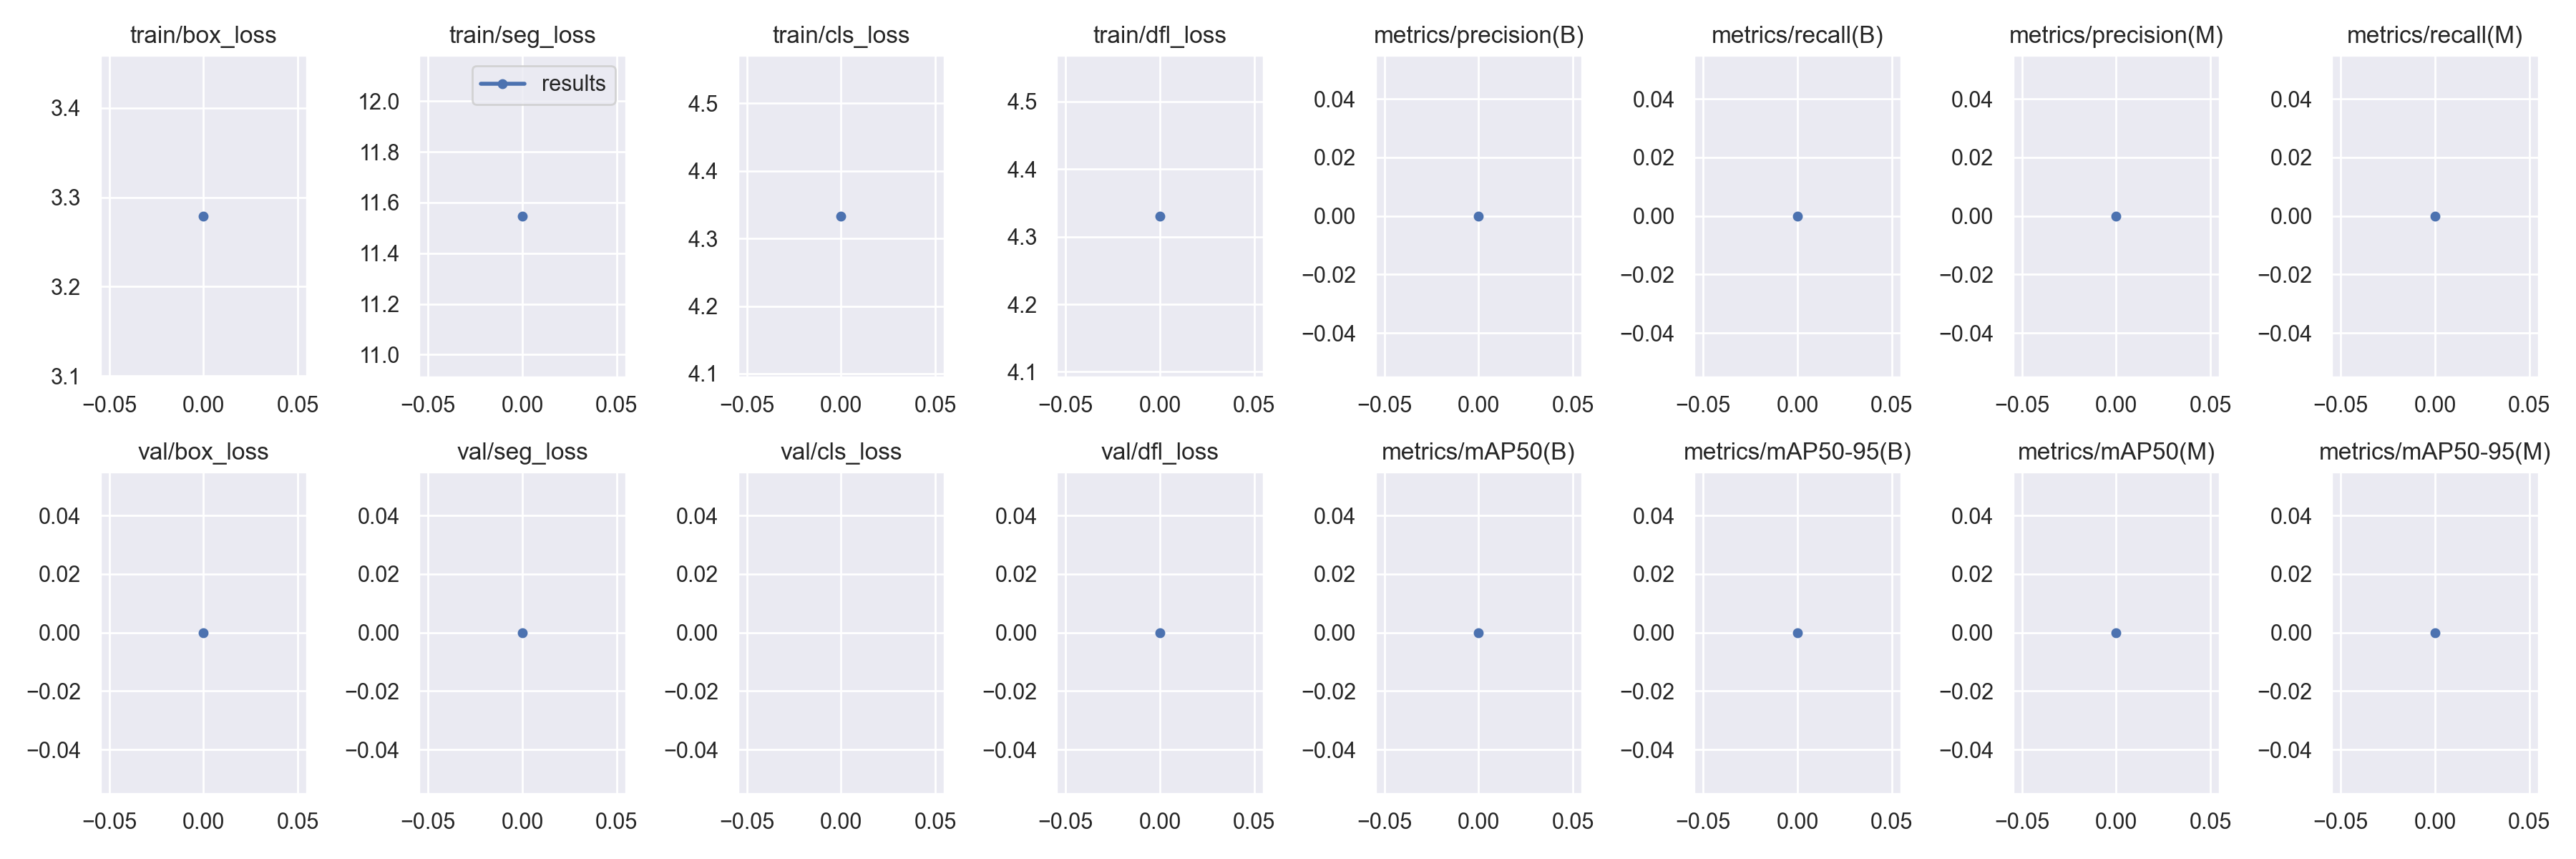 train/box_loss
3.4
3.3
3.2
3.1
−0.05 0.00 0.05
train/seg_loss
results
12.0
11.8
11.6
11.4
11.2
11.0
−0.05 0.00 0.05
train/cls_loss
4.5
4.4
4.3
4.2
4.1
−0.05 0.00 0.05
train/dfl_loss
4.5
4.4
4.3
4.2
4.1
−0.05 0.00 0.05
metrics/precision(B)
0.04
0.02
0.00
−0.02
−0.04
−0.05 0.00 0.05
metrics/recall(B)
0.04
0.02
0.00
−0.02
−0.04
−0.05 0.00 0.05
metrics/precision(M)
0.04
0.02
0.00
−0.02
−0.04
−0.05 0.00 0.05
metrics/recall(M)
0.04
0.02
0.00
−0.02
−0.04
−0.05 0.00 0.05
val/box_loss
0.04
0.02
0.00
−0.02
−0.04
−0.05 0.00 0.05
val/seg_loss
0.04
0.02
0.00
−0.02
−0.04
−0.05 0.00 0.05
val/cls_loss
0.04
0.02
0.00
−0.02
−0.04
−0.05 0.00 0.05
val/dfl_loss
0.04
0.02
0.00
−0.02
−0.04
−0.05 0.00 0.05
metrics/mAP50(B)
0.04
0.02
0.00
−0.02
−0.04
−0.05 0.00 0.05
metrics/mAP50-95(B)
0.04
0.02
0.00
−0.02
−0.04
−0.05 0.00 0.05
metrics/mAP50(M)
0.04
0.02
0.00
−0.02
−0.04
−0.05 0.00 0.05
metrics/mAP50-95(M)
0.04
0.02
0.00
−0.02
−0.04
−0.05 0.00 0.05